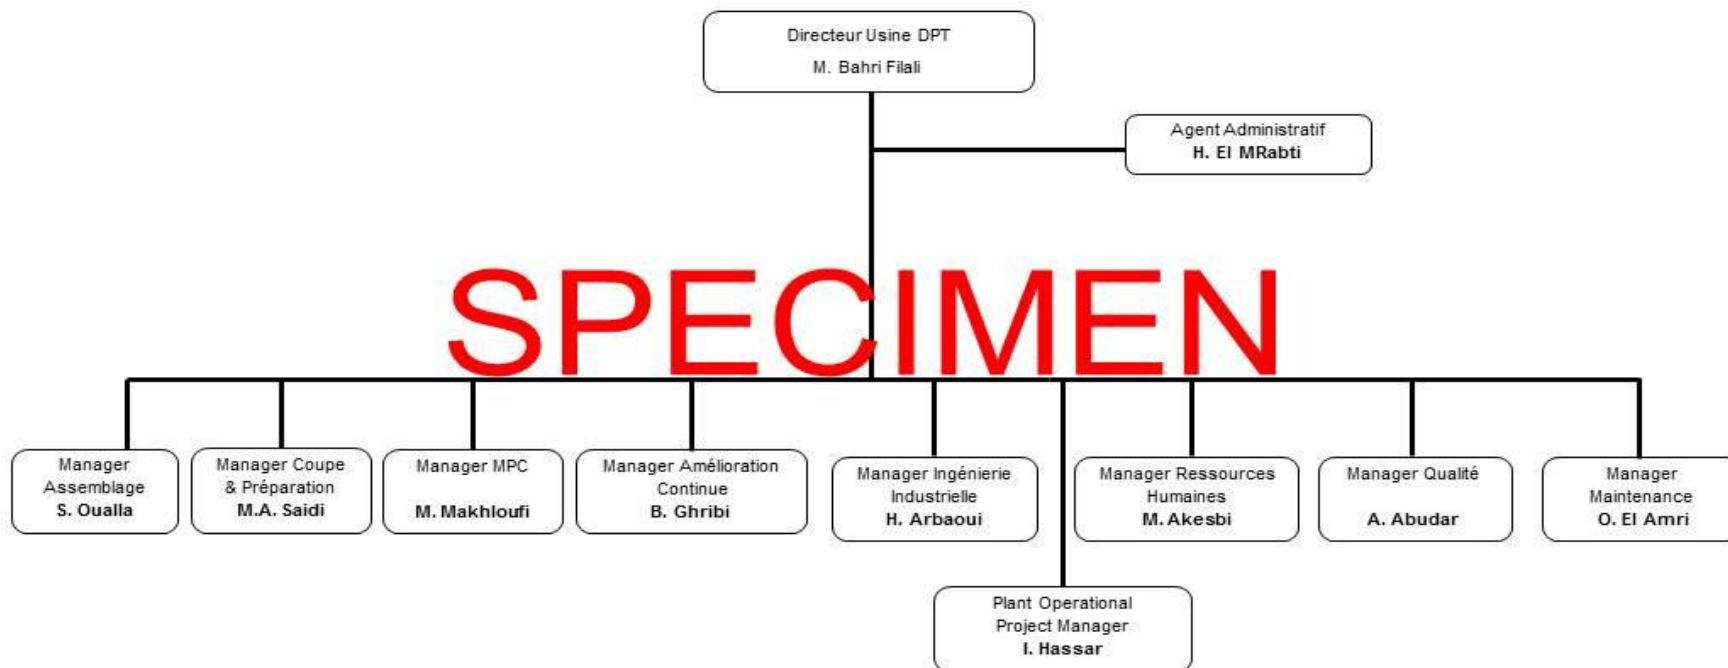 Directeur Usine DPT
M. Bahri Filali
Agent Administratif
H. El MRabti
SPECIMEN
Manager
Assemblage
S. Oualla
Manager Coupe
& Préparation
M.A. Saidi
Manager MPC
M. Makhloufi
Manager Amélioration
Continue
B. Ghribi
Manager Ingénierie
Industrielle
H. Arbaoui
Manager Ressources
Humaines
M. Akesbi
Manager Qualité
A. Abudar
Manager
Maintenance
O. El Amri
Plant Operational
Project Manager
I. Hassar